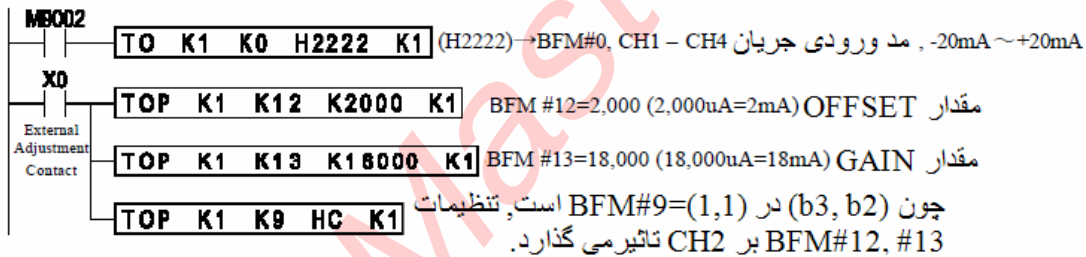 M8002
TO K1 K0 H2222 K1 (H2222)→BFM#0, CH1 – CH4 مد ورودی جریان , -20mA～+20mA
X0
TOP K1 K12 K2000 K1 BFM #12=2,000 (2,000uA=2mA) OFFSET مقدار
External
Adjustment
Contact
TOP K1 K13 K18000 K1 BFM #13=18,000 (18,000uA=18mA) GAIN مقدار
TOP K1 K9 HC K1
چون (b3, b2) در BFM#9=(1,1) است, تنظیمات
BFM#12, #13 بر CH2 تاثیرمی گذارد.
Mast